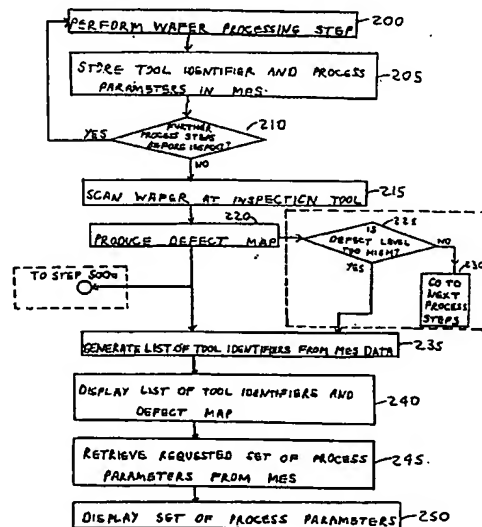 PERFORM WAFER PROCESSING STEP
200
STORE TOOL IDENTIFIER AND PROCESS
PARAMETERS IN MES.
205
FURTHER
PROCESS STEPS
BEFORE INSPECT?
210
YES
NO
SCAN WAFER AT INSPECTION TOOL
215
220
PRODUCE DEFECT MAP
225
IS
DEFECT LEVEL
TOO HIGH?
NO
YES
230
GO TO
NEXT
PROCESS
STEPS
TO STEP
GENERATE LIST OF TOOL IDENTIFIERS FROM MES DATA
235
DISPLAY LIST OF TOOL IDENTIFIERS AND
DEFECT MAP
240
RETRIEVE REQUESTED SET OF PROCESS
PARAMETERS FROM MES
245.
DISPLAY SET OF PROCESS PARAMETERS
250